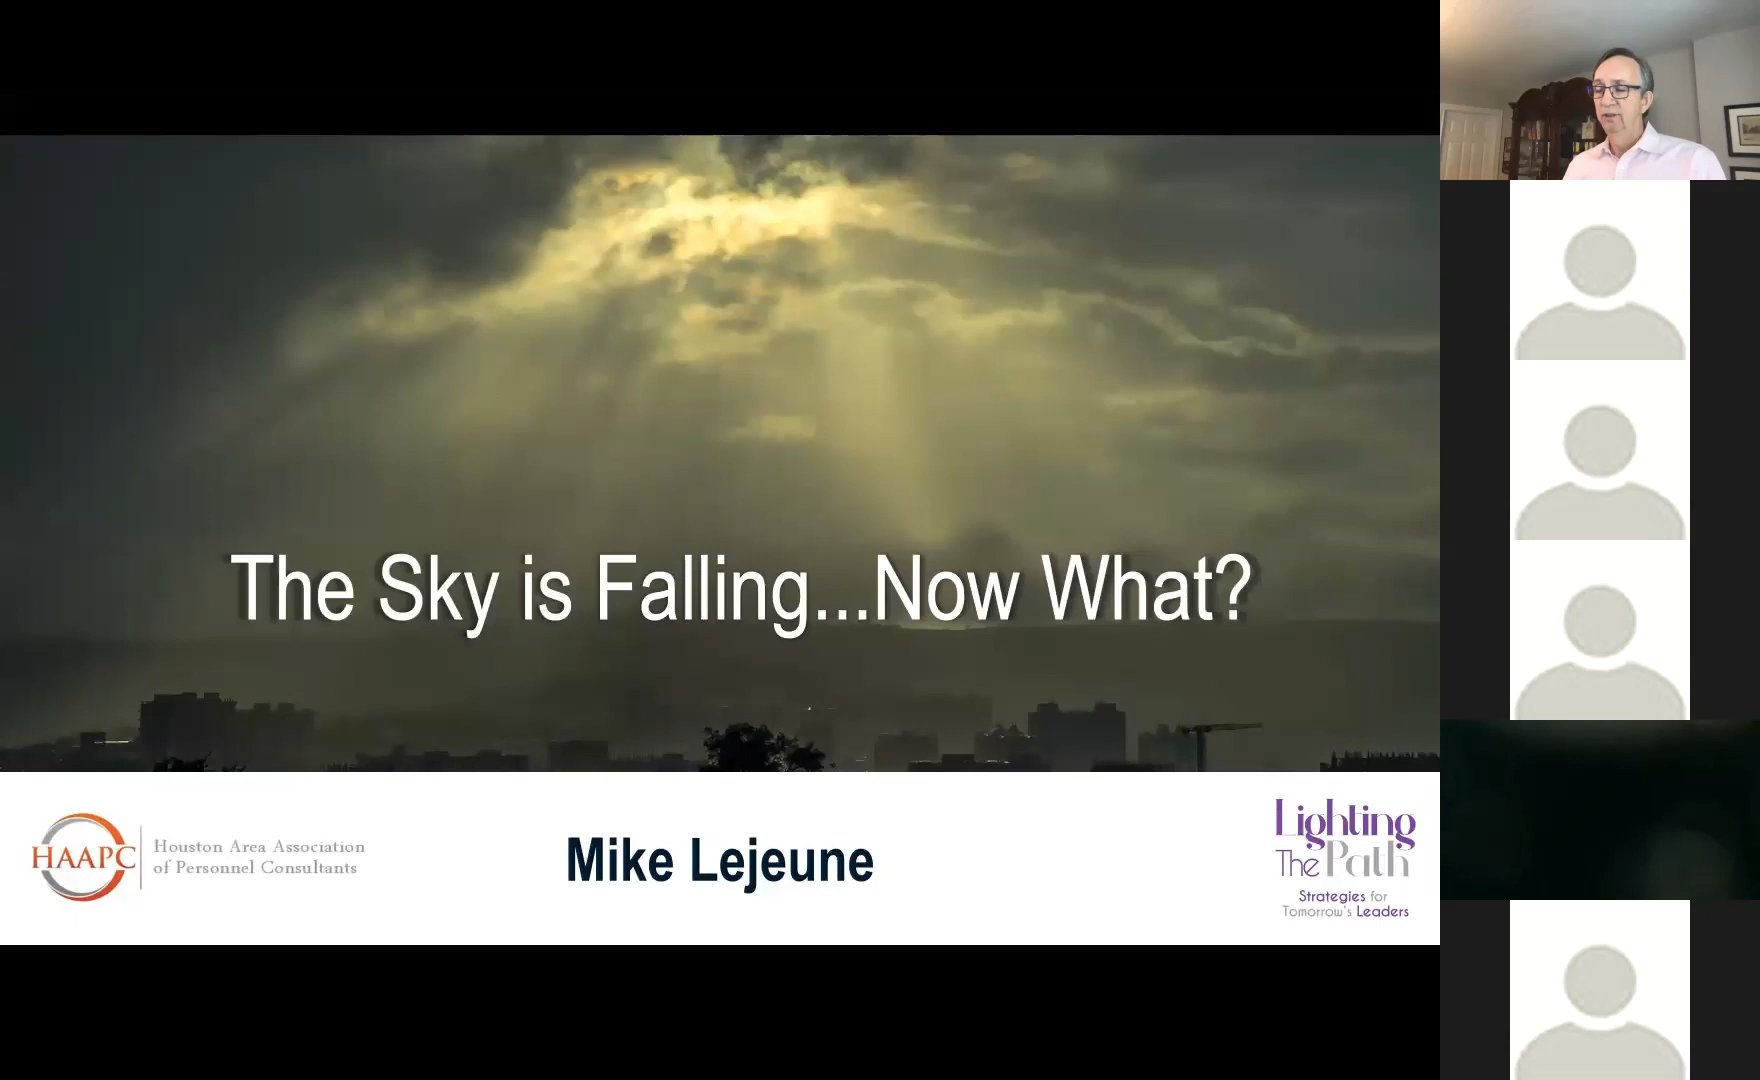 The Sky is Falling...Now What?
HAAPC
Houston Area Association
of Personnel Consultants
Mike Lejeune
Lighting
The Path
Strategies for
Tomorrow's Leaders